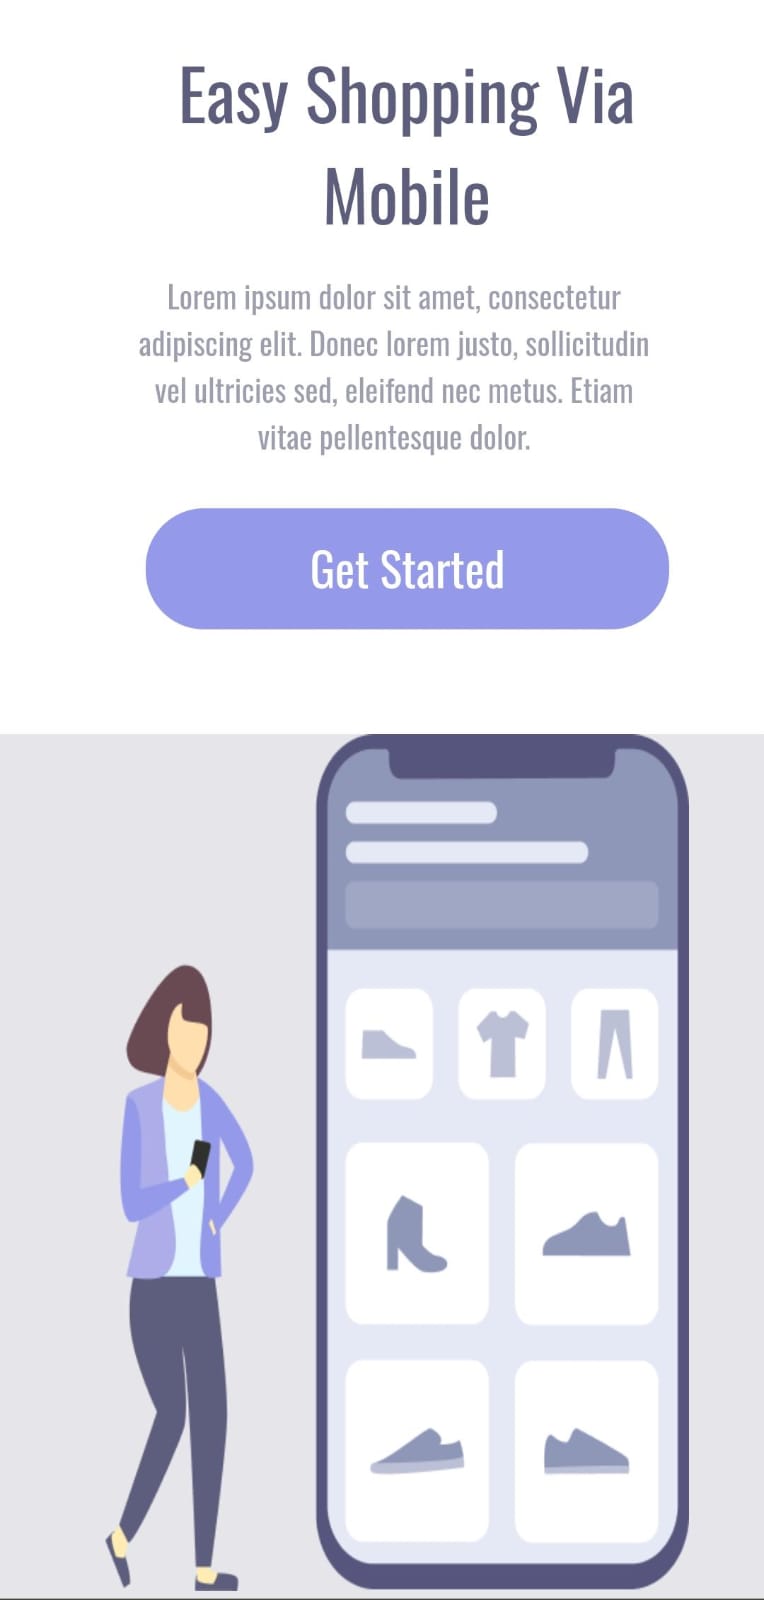 Easy Shopping Via
Mobile
Lorem ipsum dolor sit amet, consectetur
adipiscing elit. Donec lorem justo, sollicitudin
vel ultricies sed, eleifend nec metus. Etiam
vitae pellentesque dolor.
Get Started